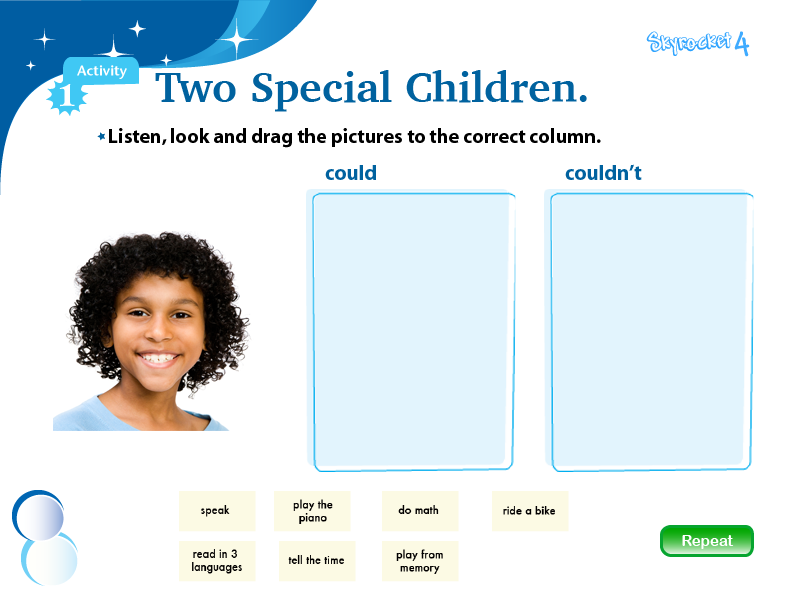 Skyrocket 4
Activity
1
Two Special Children.
Listen, look and drag the pictures to the correct column.
could
couldn't
speak
play the
piano
do math
ride a bike
read in 3
languages
tell the time
play from
memory
Repeat